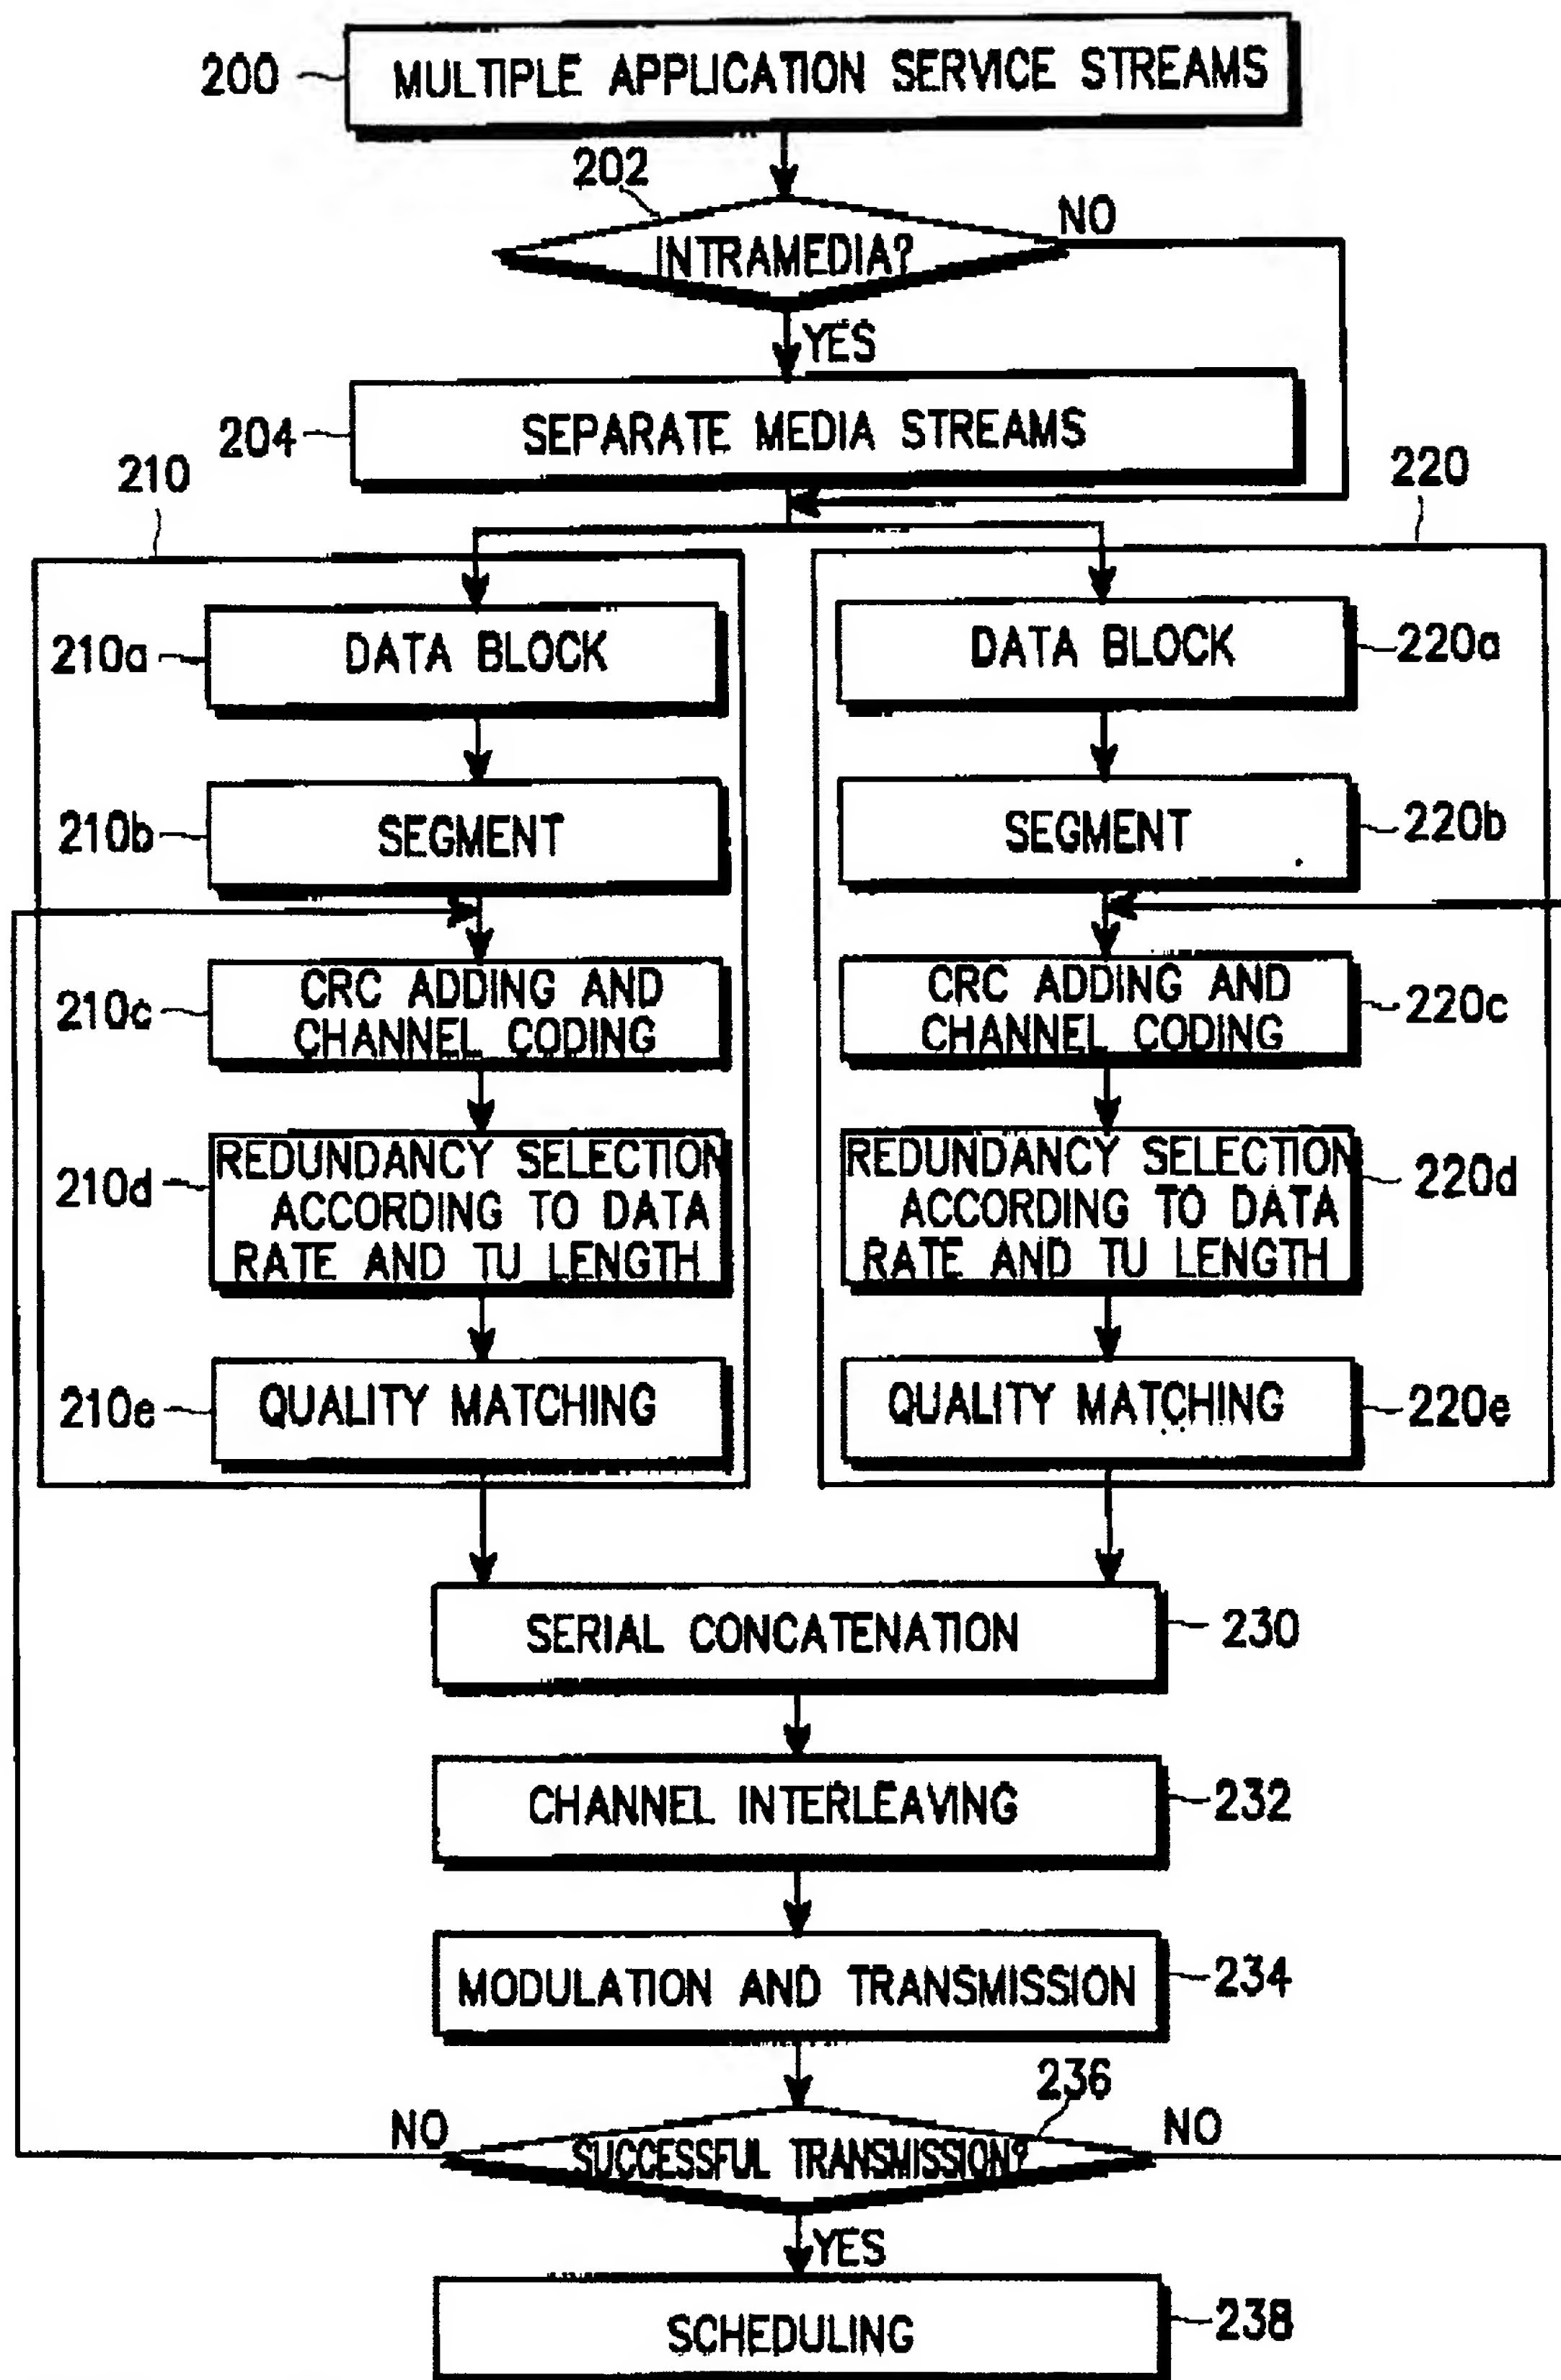 200
MULTIPLE APPLICATION SERVICE STREAMS
202
INTRAMEDIA?
NO
YES
204
SEPARATE MEDIA STREAMS
210
220
210a
DATA BLOCK
210b
SEGMENT
210c
CRC ADDING AND
CHANNEL CODING
210d
REDUNDANCY SELECTION
ACCORDING TO DATA
RATE AND TU LENGTH
210e
QUALITY MATCHING
DATA BLOCK
220a
SEGMENT
220b
CRC ADDING AND
CHANNEL CODING
220c
REDUNDANCY SELECTION
ACCORDING TO DATA
RATE AND TU LENGTH
220d
QUALITY MATCHING
220e
SERIAL CONCATENATION
230
CHANNEL INTERLEAVING
232
MODULATION AND TRANSMISSION
234
236
NO
SUCCESSFUL TRANSMISSION?
NO
YES
SCHEDULING
238